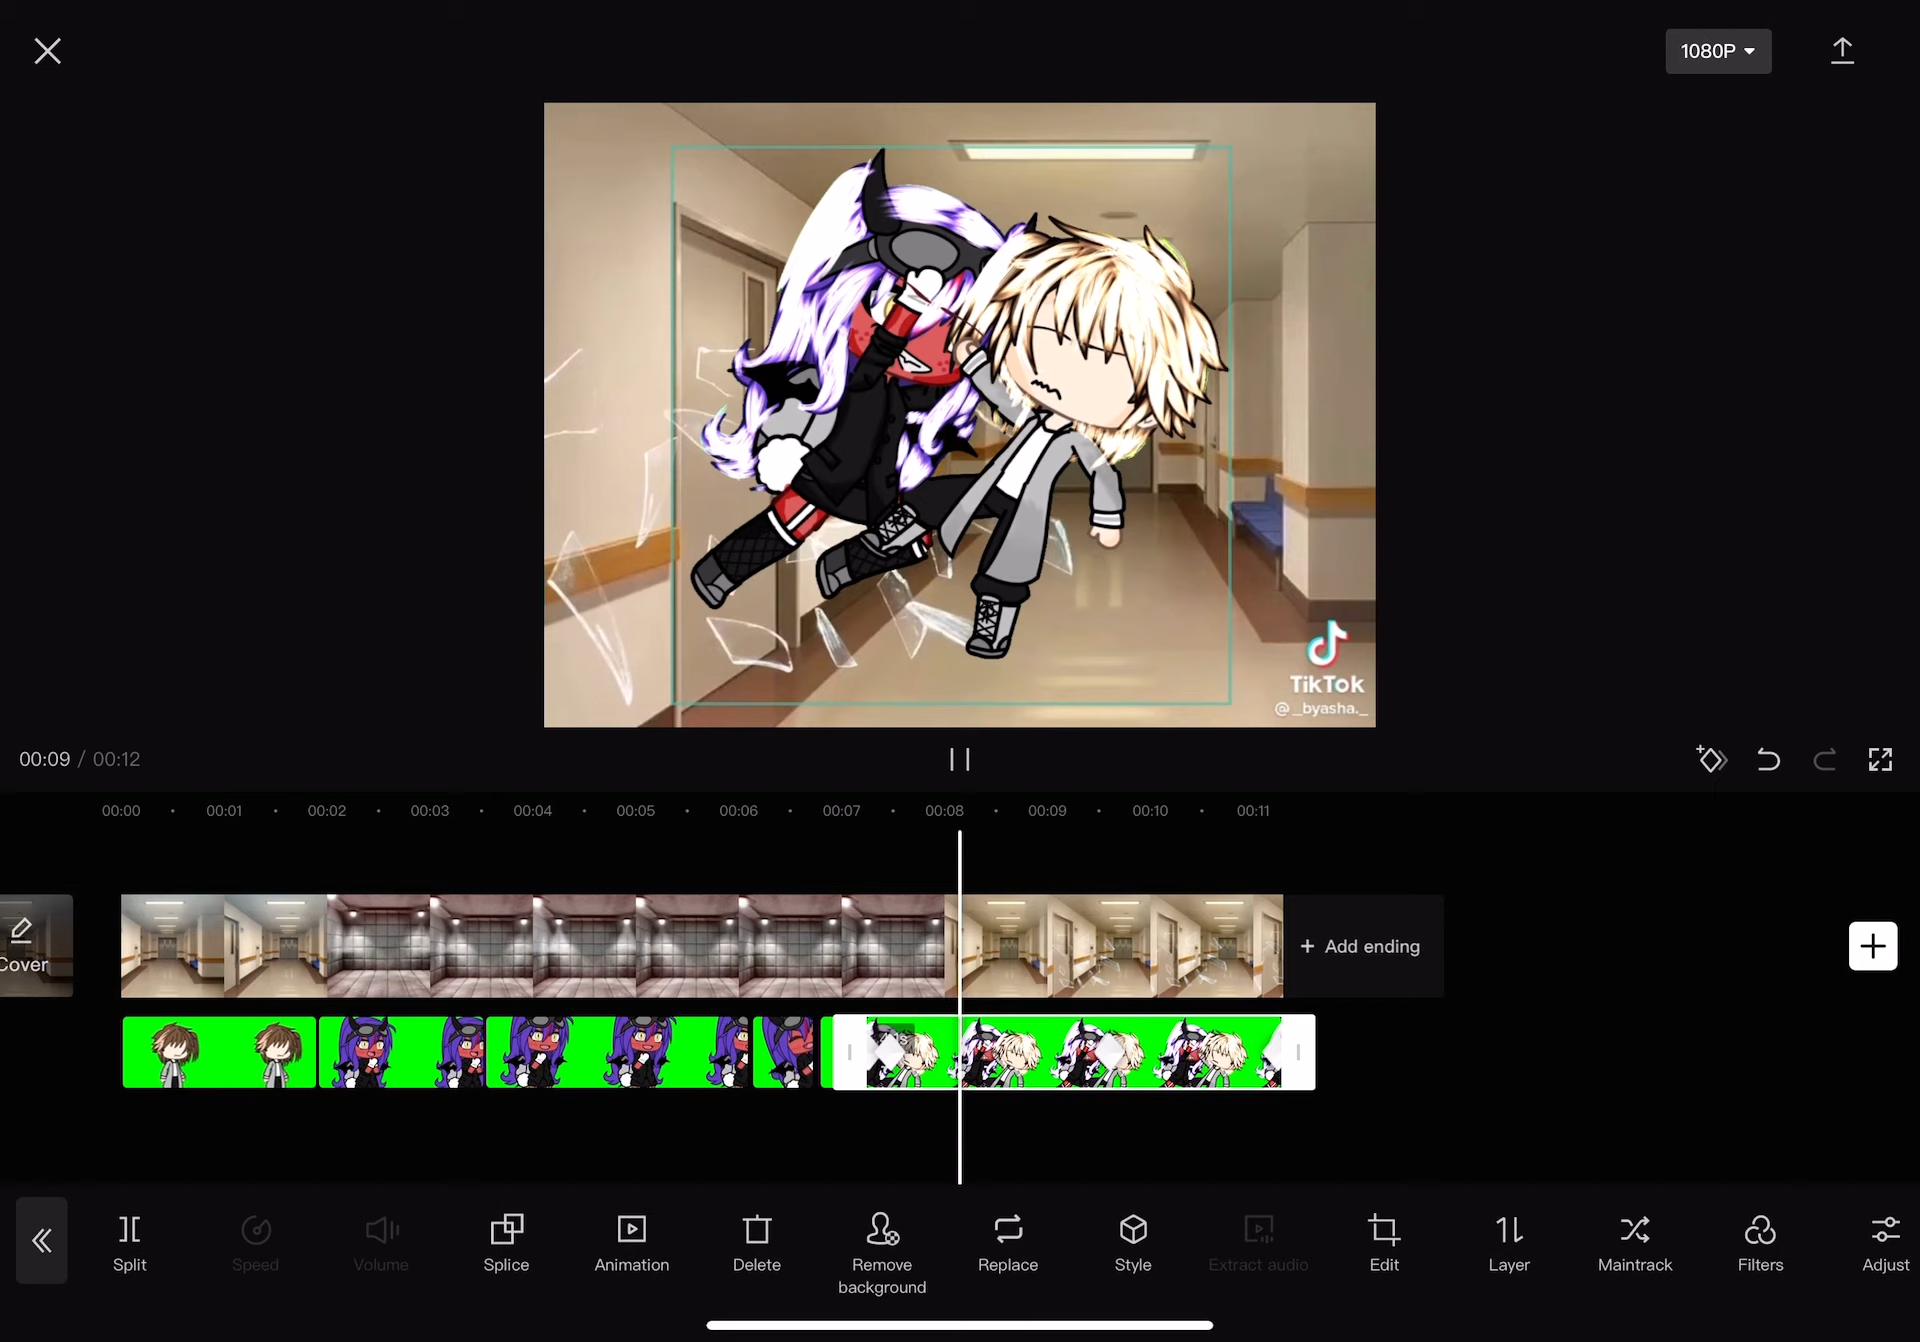 1080P
TikTok
@_byasha._
00:09 / 00:12
00:00 00:01 00:02 00:03 00:04 00:05 00:06 00:07 00:08 00:09 00:10 00:11
Cover
+ Add ending
Split
Speed
Volume
Splice
Animation
Delete
Remove
background
Replace
Style
Extract audio
Edit
Layer
Maintrack
Filters
Adjust